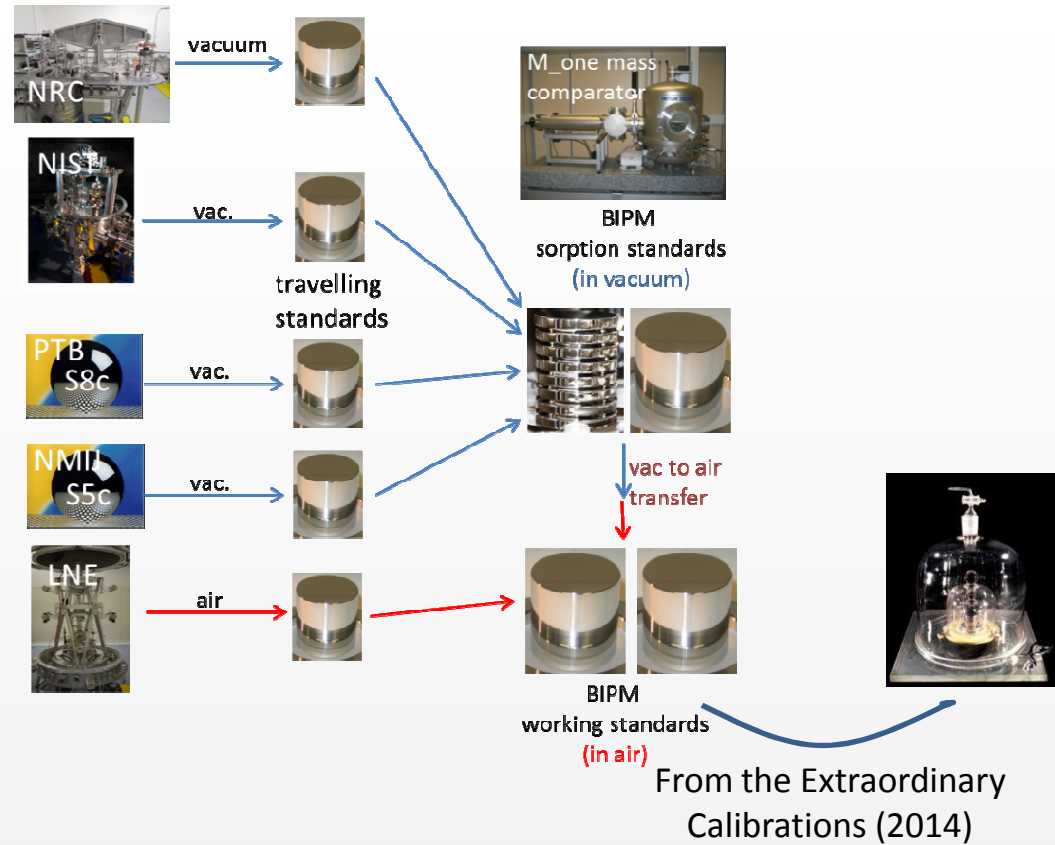 NRC
vacuum
M_one mass
comparator
NIST
vac.
BIPM
sorption standards
(in vacuum)
travelling
standards
PTB
S8c
vac.
NMIJ
S5c
vac.
vac to air
transfer
LNE
air
BIPM
working standards
(in air)
From the Extraordinary
Calibrations (2014)